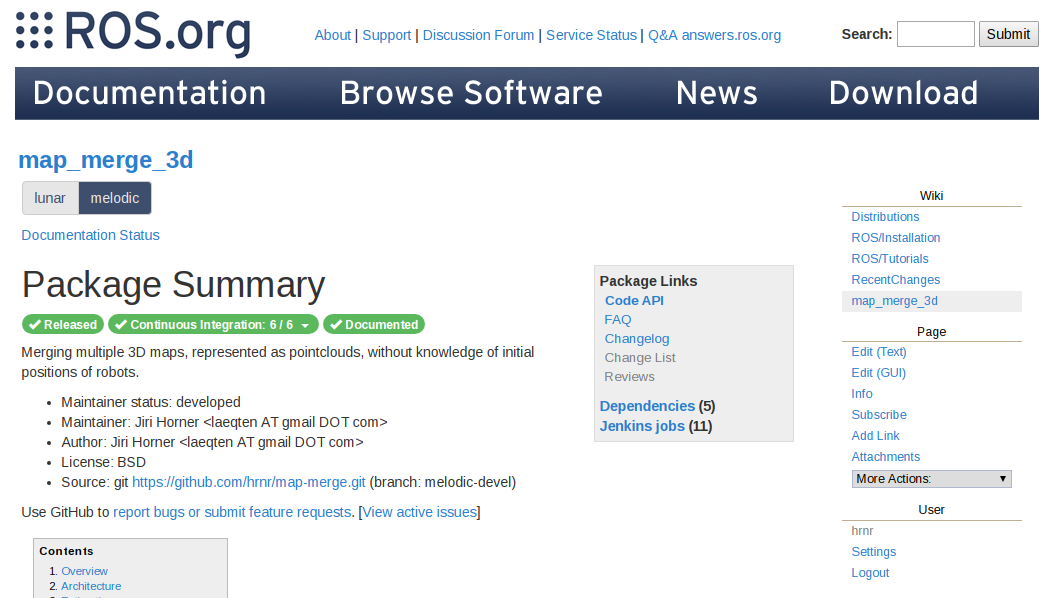 ROS.org
About | Support | Discussion Forum | Service Status | Q&A answers.ros.org
Search: Submit
Documentation Browse Software News Download
map_merge_3d
lunar melodic
Documentation Status
Package Summary
Released Continuous Integration: 6 / 6 Documented
Merging multiple 3D maps, represented as pointclouds, without knowledge of initial
positions of robots.
• Maintainer status: developed
• Maintainer: Jiri Horner <laeqten AT gmail DOT com>
• Author: Jiri Horner <laeqten AT gmail DOT com>
• License: BSD
• Source: git https://github.com/hrnr/map-merge.git (branch: melodic-devel)
Use GitHub to report bugs or submit feature requests. [View active issues]
Contents
1. Overview
2. Architecture
Package Links
Code API
FAQ
Changelog
Change List
Reviews
Dependencies (5)
Jenkins jobs (11)
Wiki
Distributions
ROS/Installation
ROS/Tutorials
RecentChanges
map_merge_3d
Page
Edit (Text)
Edit (GUI)
Info
Subscribe
Add Link
Attachments
More Actions:
User
hrnr
Settings
Logout